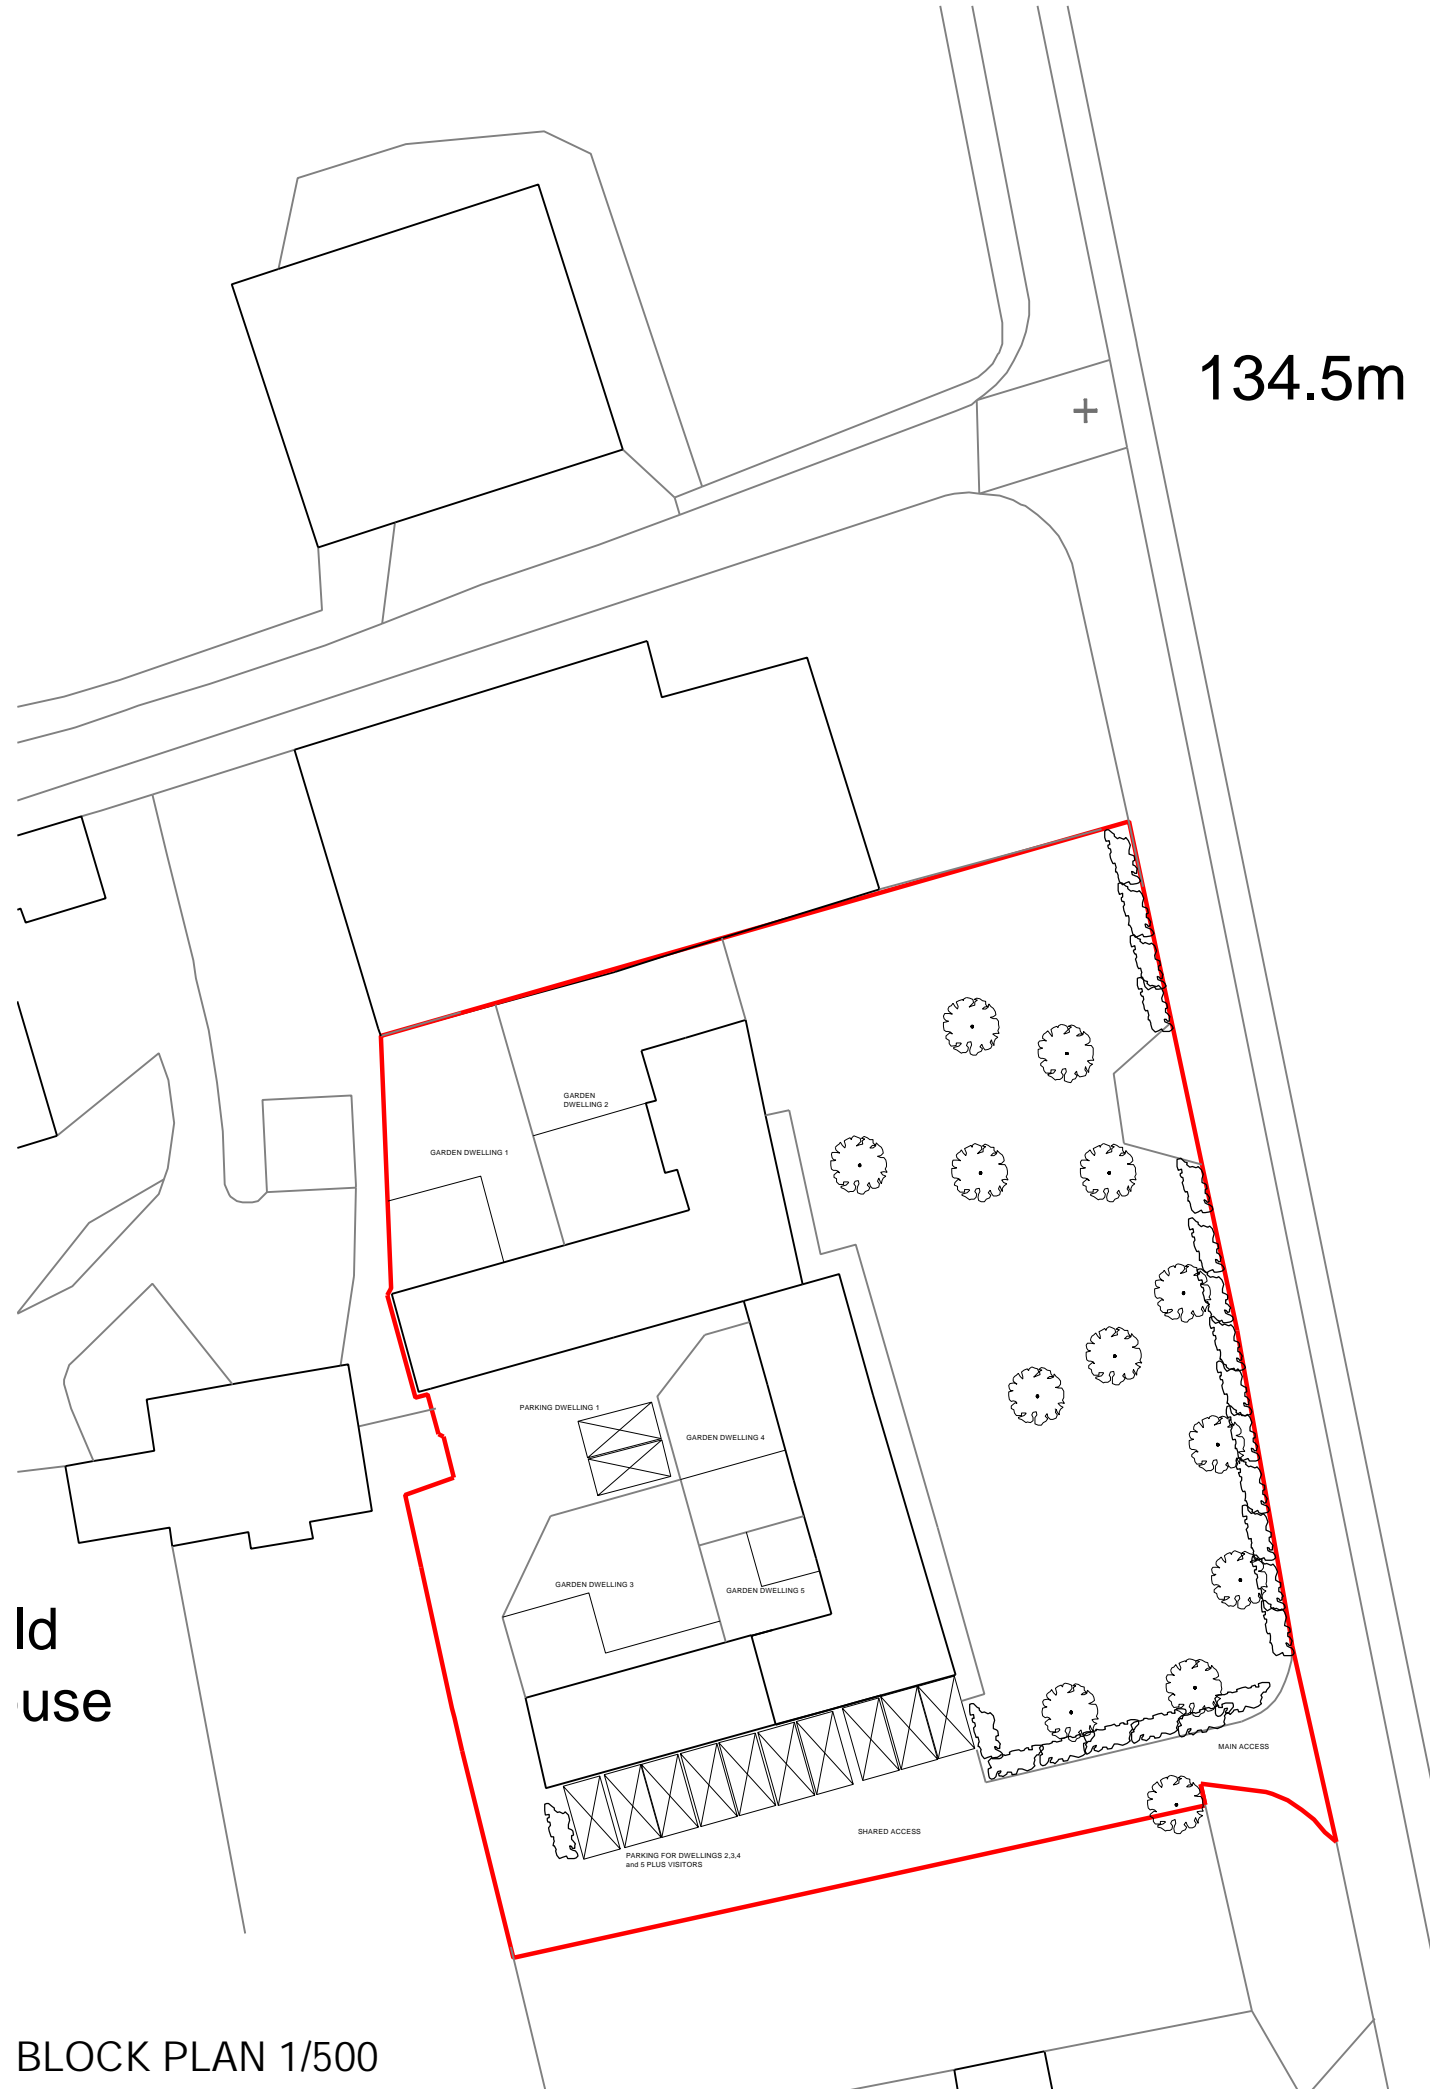 134.5m
GARDEN
DWELLING 2
GARDEN DWELLING 1
PARKING DWELLING 1
GARDEN DWELLING 4
GARDEN DWELLING 3
GARDEN DWELLING 5
ld
use
MAIN ACCESS
SHARED ACCESS
PARKING FOR DWELLINGS 2,3,4
and 5 PLUS VISITORS
BLOCK PLAN 1/500